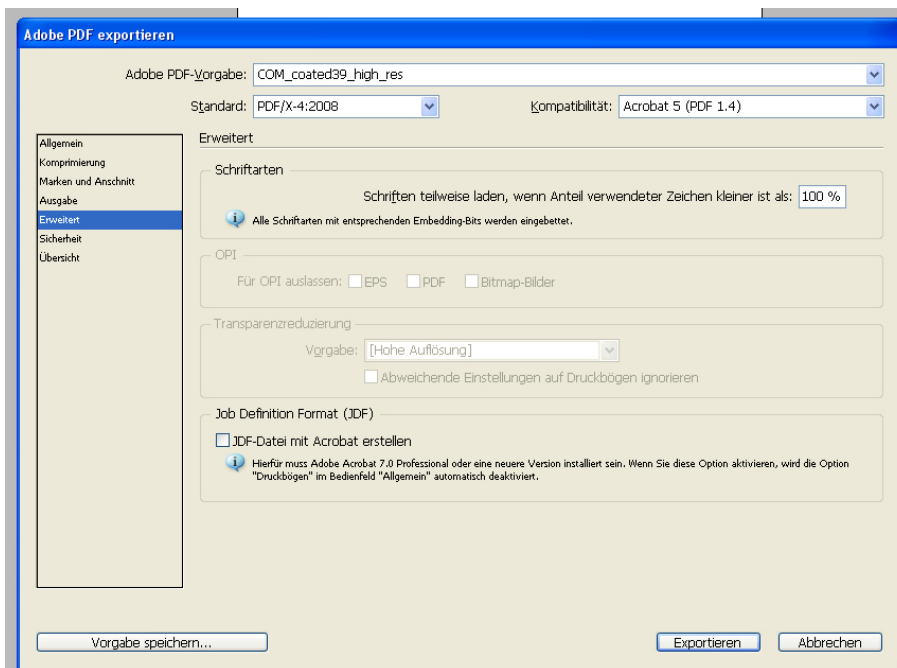 Adobe PDF exportieren
Adobe PDF-Vorgabe: COM_coated39_high_res
Standard: PDF/X-4:2008 Kompatibilität: Acrobat 5 (PDF 1.4)
Allgemein
Komprimierung
Marken und Anschnitt
Ausgabe
Erweitert
Sicherheit
Übersicht
Erweitert
Schriftarten
Schriften teilweise laden, wenn Anteil verwendeter Zeichen kleiner ist als: 100 %
Alle Schriftarten mit entsprechenden Embedding-Bits werden eingebettet.
OPI
Für OPI auslassen: EPS PDF Bitmap-Bilder
Transparenzreduzierung
Vorgabe: [Hohe Auflösung]
Abweichende Einstellungen auf Druckbögen ignorieren
Job Definition Format (JDF)
JDF-Datei mit Acrobat erstellen
Hierfür muss Adobe Acrobat 7.0 Professional oder eine neuere Version installiert sein. Wenn Sie diese Option aktivieren, wird die Option
"Druckbögen" im Bedienfeld "Allgemein" automatisch deaktiviert.
Vorgabe speichern... Exportieren Abbrechen